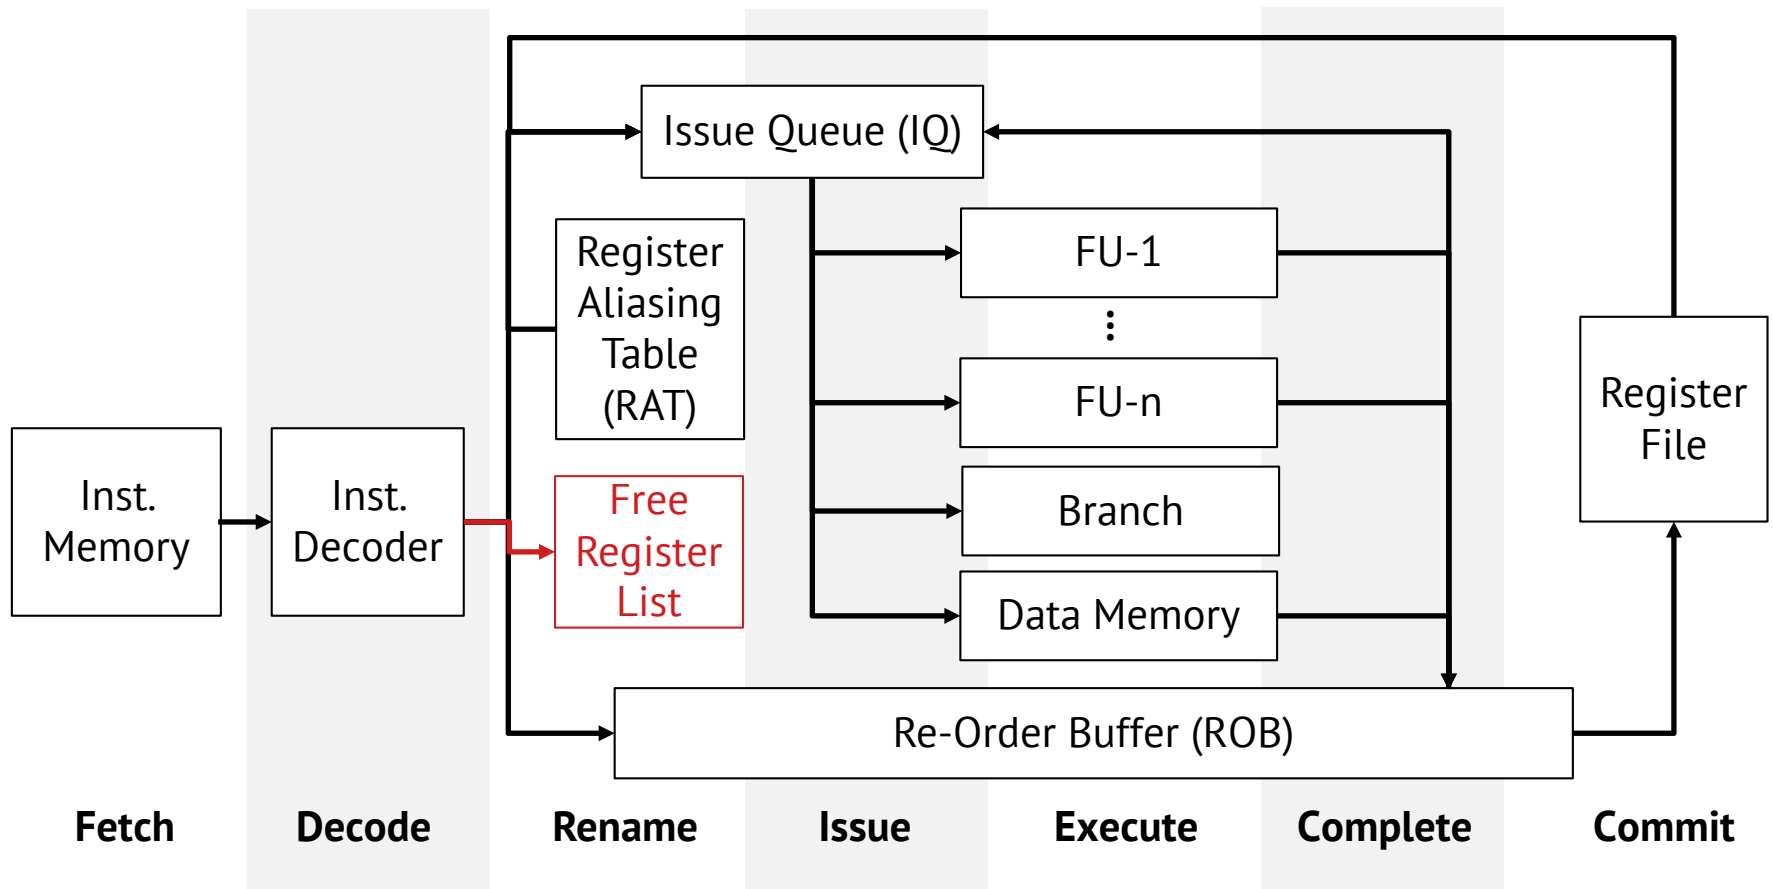 Issue Queue (IQ)
Register
Aliasing
Table
(RAT)
FU-1
FU-n
Register
File
Inst.
Memory
Inst.
Decoder
Free
Register
List
Branch
Data Memory
Re-Order Buffer (ROB)
Fetch
Decode
Rename
Issue
Execute
Complete
Commit